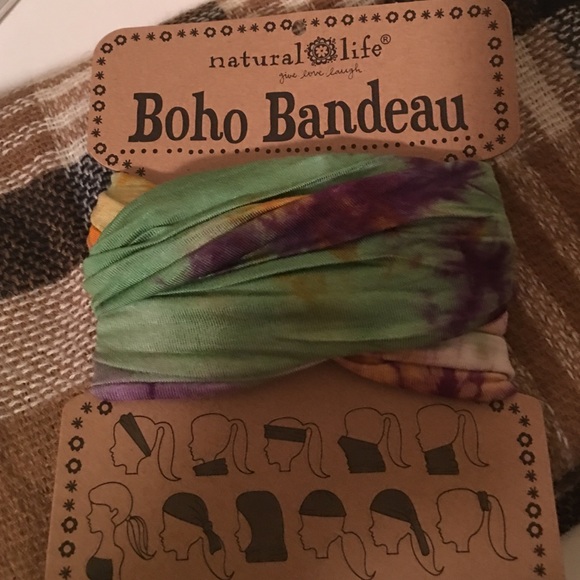 natural life®
give love laugh
Boho Bandeau